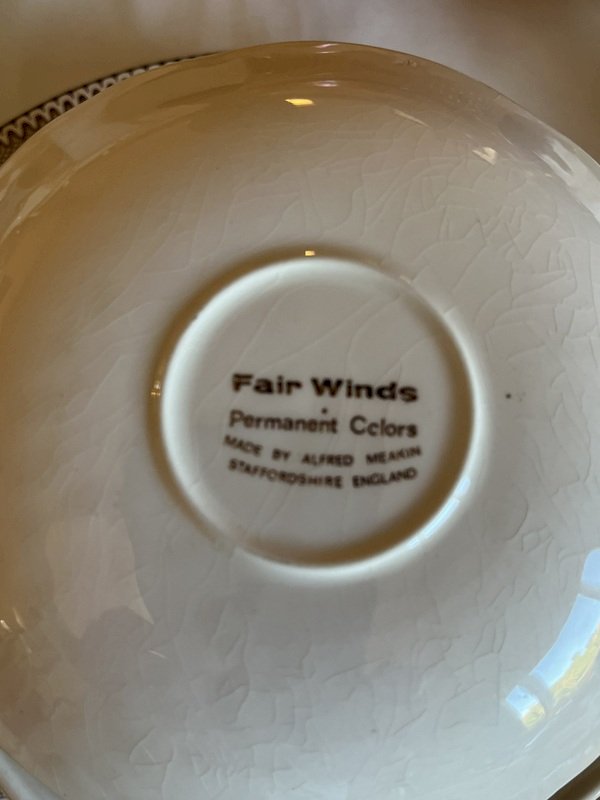 Fair Winds
Permanent Colors
MADE BY ALFRED MEAKIN
STAFFORDSHIRE ENGLAND